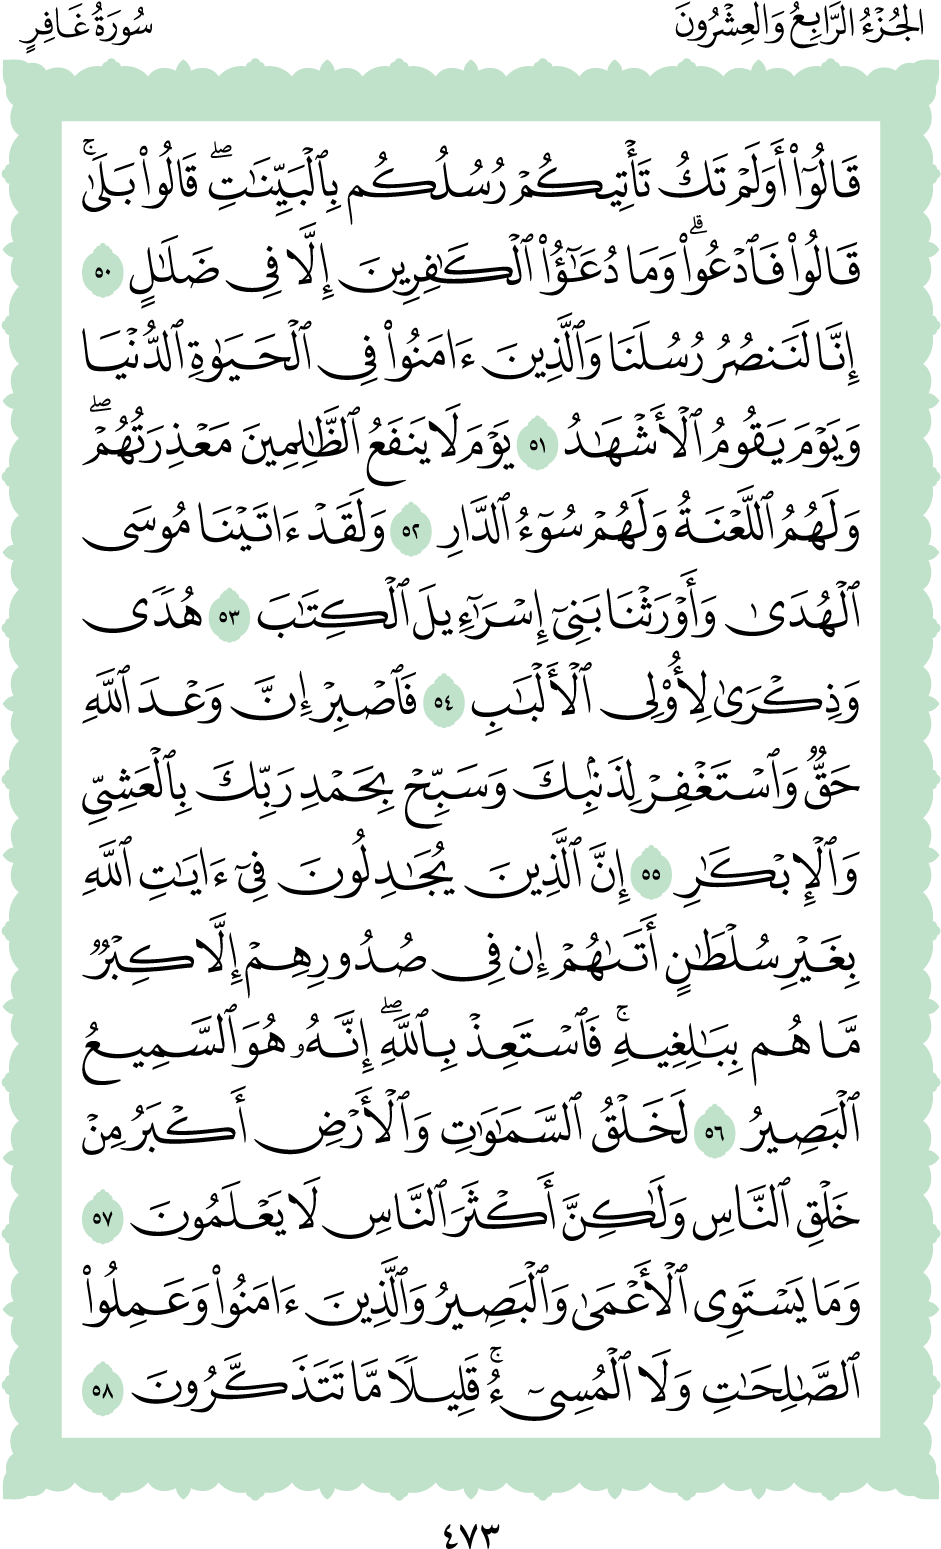 الجُزْءُ الرَّابِعُ وَالعِشْرُونَ
سُورَةُ غَافِرٍ
قَالُوٓا۟ أَوَلَمْ تَكُ تَأْتِيكُمْ رُسُلُكُم بِٱلْبَيِّنَـٰتِ ۖ قَالُوا۟ بَلَىٰ ۚ
قَالُوا۟ فَٱدْعُوا۟ ۗ وَمَا دُعَـٰٓؤُا۟ ٱلْكَـٰفِرِينَ إِلَّا فِى ضَلَـٰلٍ ٥٠
إِنَّا لَنَنصُرُ رُسُلَنَا وَٱلَّذِينَ ءَامَنُوا۟ فِى ٱلْحَيَوٰةِ ٱلدُّنْيَا
وَيَوْمَ يَقُومُ ٱلْأَشْهَـٰدُ ٥١ يَوْمَ لَا يَنفَعُ ٱلظَّـٰلِمِينَ مَعْذِرَتُهُمْ ۖ
وَلَهُمُ ٱللَّعْنَةُ وَلَهُمْ سُوٓءُ ٱلدَّارِ ٥٢ وَلَقَدْ ءَاتَيْنَا مُوسَى
ٱلْهُدَىٰ وَأَوْرَثْنَا بَنِىٓ إِسْرَٰٓءِيلَ ٱلْكِتَـٰبَ ٥٣ هُدًى
وَذِكْرَىٰ لِأُو۟لِى ٱلْأَلْبَـٰبِ ٥٤ فَٱصْبِرْ إِنَّ وَعْدَ ٱللَّهِ
حَقٌّ وَٱسْتَغْفِرْ لِذَنۢبِكَ وَسَبِّحْ بِحَمْدِ رَبِّكَ بِٱلْعَشِىِّ
وَٱلْإِبْكَـٰرِ ٥٥ إِنَّ ٱلَّذِينَ يُجَـٰدِلُونَ فِىٓ ءَايَـٰتِ ٱللَّهِ
بِغَيْرِ سُلْطَـٰنٍ أَتَىٰهُمْ إِن فِى صُدُورِهِمْ إِلَّا كِبْرٌ
مَّا هُم بِبَـٰلِغِيهِ ۚ فَٱسْتَعِذْ بِٱللَّهِ ۖ إِنَّهُۥ هُوَ ٱلسَّمِيعُ
ٱلْبَصِيرُ ٥٦ لَخَلْقُ ٱلسَّمَـٰوَٰتِ وَٱلْأَرْضِ أَكْبَرُ مِنْ
خَلْقِ ٱلنَّاسِ وَلَـٰكِنَّ أَكْثَرَ ٱلنَّاسِ لَا يَعْلَمُونَ ٥٧
وَمَا يَسْتَوِى ٱلْأَعْمَىٰ وَٱلْبَصِيرُ وَٱلَّذِينَ ءَامَنُوا۟ وَعَمِلُوا۟
ٱلصَّـٰلِحَـٰتِ وَلَا ٱلْمُسِىٓءُ ۚ قَلِيلًا مَّا تَتَذَكَّرُونَ ٥٨
٤٧٣